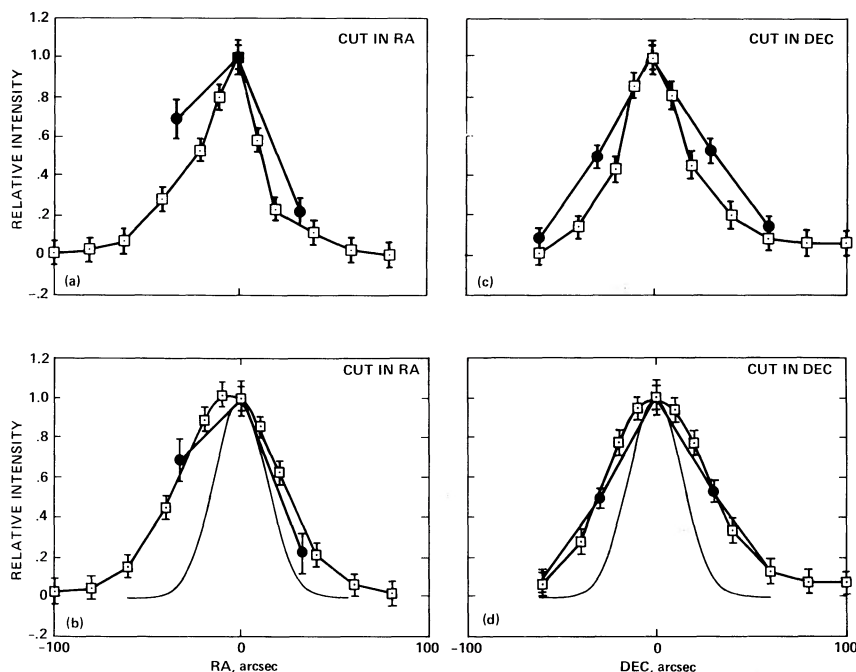 1.2
1.0
.8
.6
.4
.2
0
-.2
RELATIVE INTENSITY
CUT IN RA
(a)
CUT IN DEC
(c)
1.2
1.0
.8
.6
.4
.2
0
-.2
RELATIVE INTENSITY
CUT IN RA
(b)
-100
0
100
RA, arcsec
CUT IN DEC
(d)
-100
0
100
DEC, arcsec